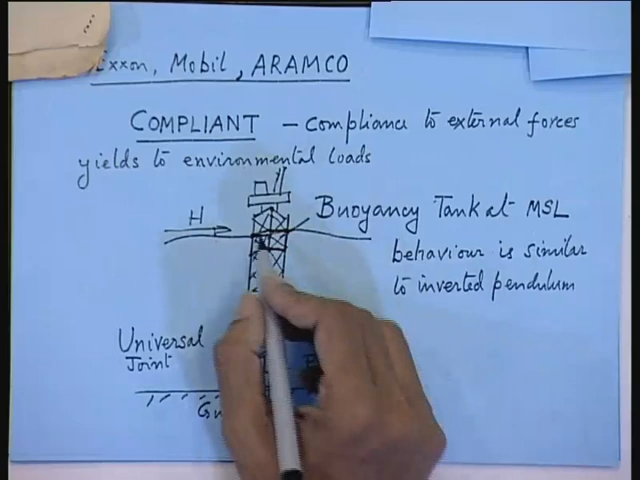 Exxon, Mobil, ARAMCO
COMPLIANT – compliance to external forces
yields to environmental loads
H
Buoyancy Tank at MSL
behaviour is similar
to inverted pendulum
Universal
Joint